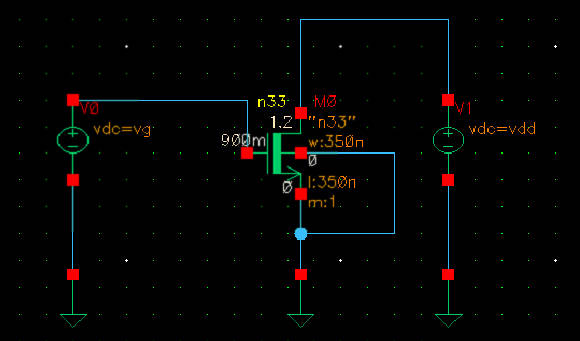 V0
vdc=vg
n33
M0
1.2
"n33"
900m
w:350n
0
l:350n
0
m:1
V1
vdc=vdd